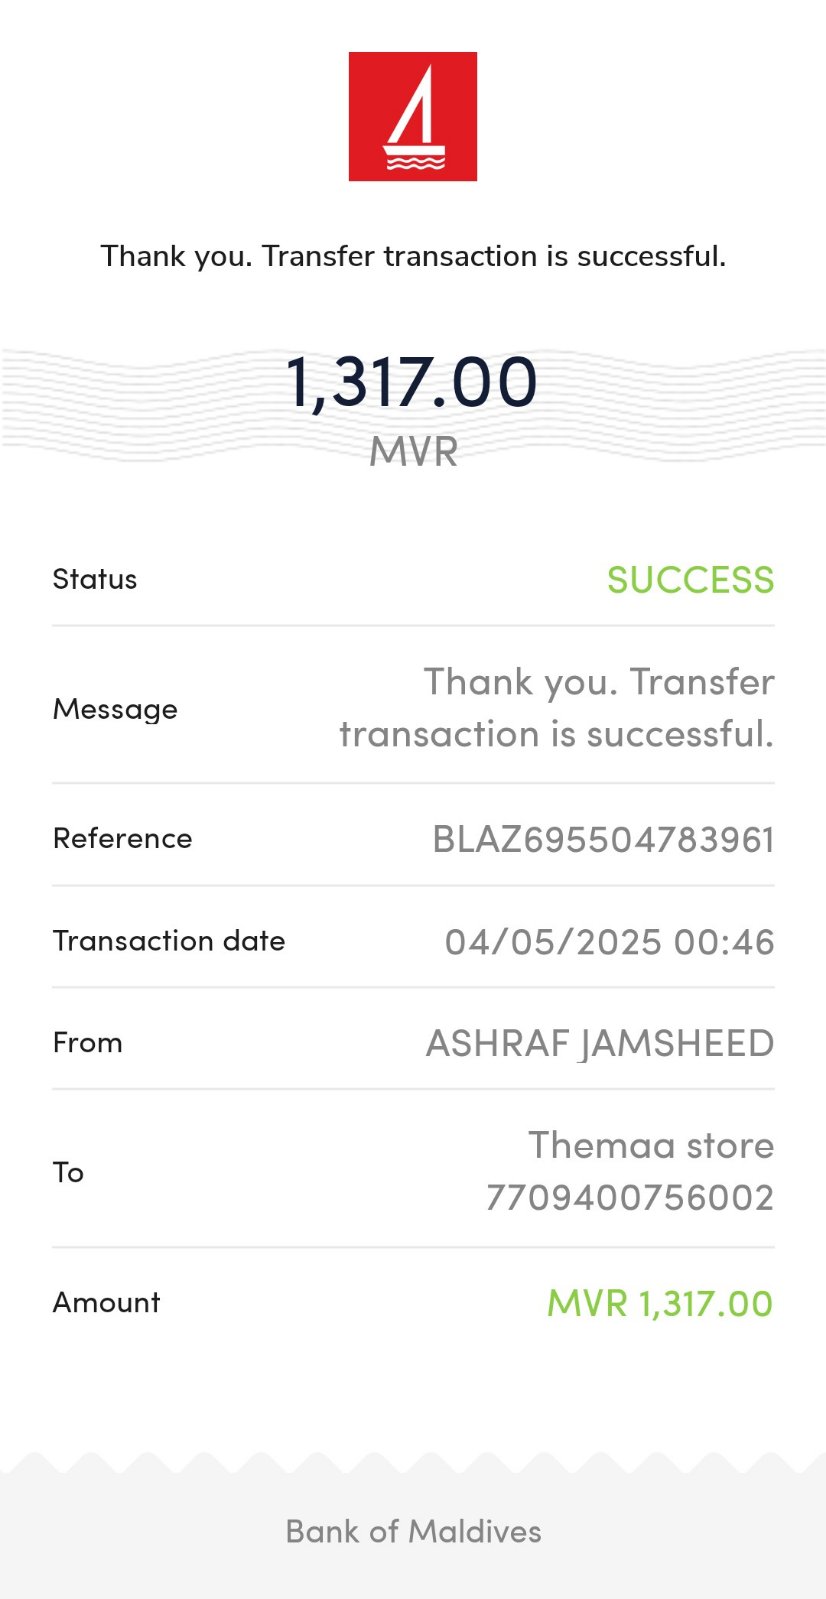 Thank you. Transfer transaction is successful.
1,317.00
MVR
Status SUCCESS
Message Thank you. Transfer
transaction is successful.
Reference BLAZ695504783961
Transaction date 04/05/2025 00:46
From ASHRAF JAMSHEED
To Themaa store
7709400756002
Amount MVR 1,317.00
Bank of Maldives